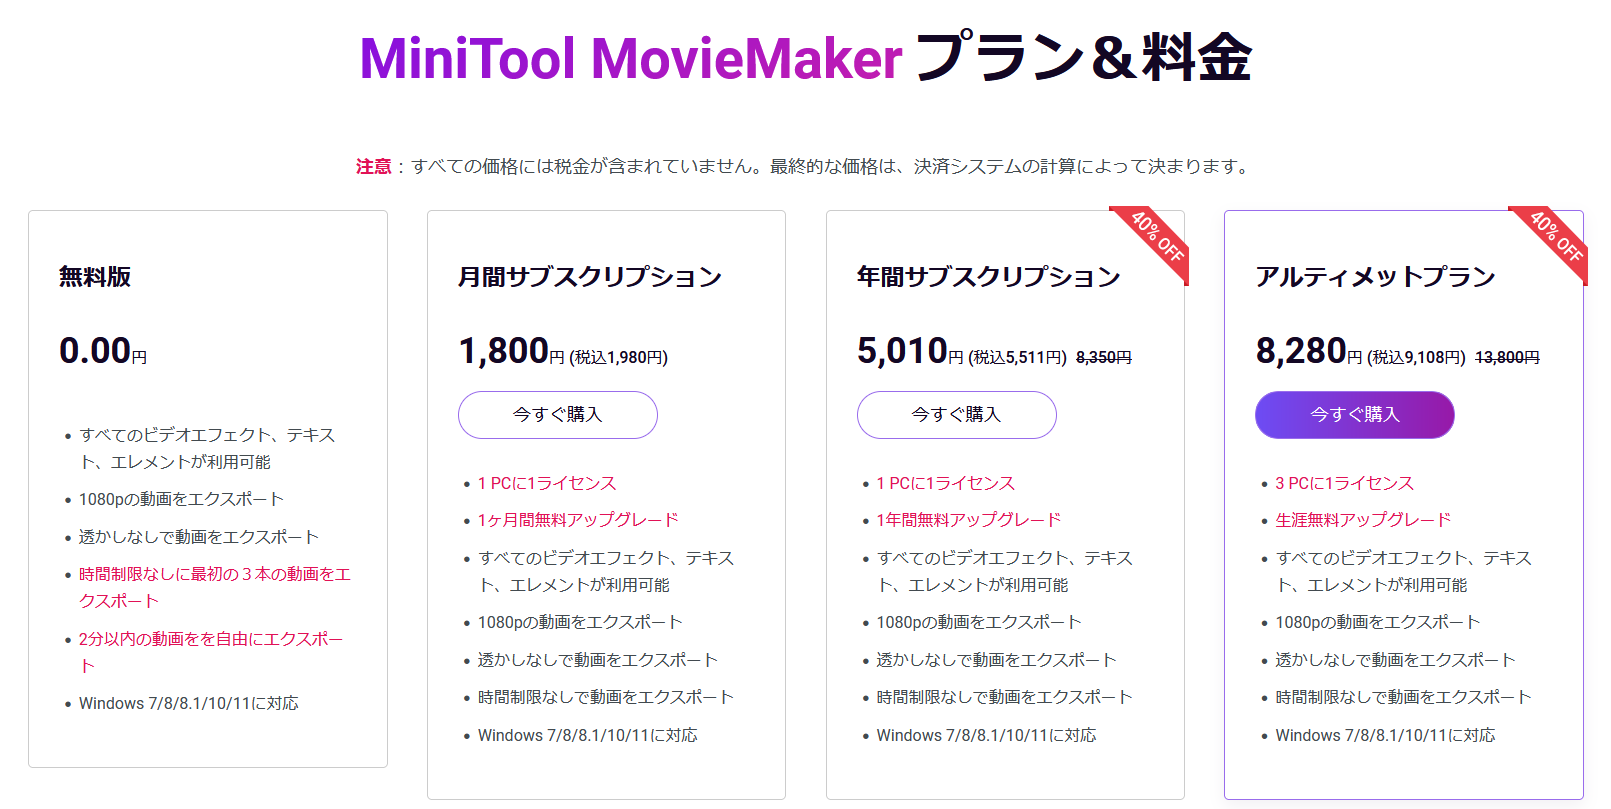 MiniTool MovieMaker プラン&料金
注意：すべての価格には税金が含まれていません。最終的な価格は、決済システムの計算によって決まります。
無料版
0.00円
・すべてのビデオエフェクト、テキス
ト、エレメントが利用可能
・1080pの動画をエクスポート
・透かしなしで動画をエクスポート
・時間制限なしに最初の３本の動画をエ
クスポート
・2分以内の動画をを自由にエクスポー
ト
・Windows 7/8/8.1/10/11に対応
月間サブスクリプション
1,800円 (税込1,980円)
今すぐ購入
・1 PCに1ライセンス
・1ヶ月間無料アップグレード
・すべてのビデオエフェクト、テキス
ト、エレメントが利用可能
・1080pの動画をエクスポート
・透かしなしで動画をエクスポート
・時間制限なしで動画をエクスポート
・Windows 7/8/8.1/10/11に対応
40% OFF
年間サブスクリプション
5,010円 (税込5,511円) 8,350円
今すぐ購入
・1 PCに1ライセンス
・1年間無料アップグレード
・すべてのビデオエフェクト、テキス
ト、エレメントが利用可能
・1080pの動画をエクスポート
・透かしなしで動画をエクスポート
・時間制限なしで動画をエクスポート
・Windows 7/8/8.1/10/11に対応
40% OFF
アルティメットプラン
8,280円 (税込9,108円) 13,800円
今すぐ購入
・3 PCに1ライセンス
・生涯無料アップグレード
・すべてのビデオエフェクト、テキス
ト、エレメントが利用可能
・1080pの動画をエクスポート
・透かしなしで動画をエクスポート
・時間制限なしで動画をエクスポート
・Windows 7/8/8.1/10/11に対応